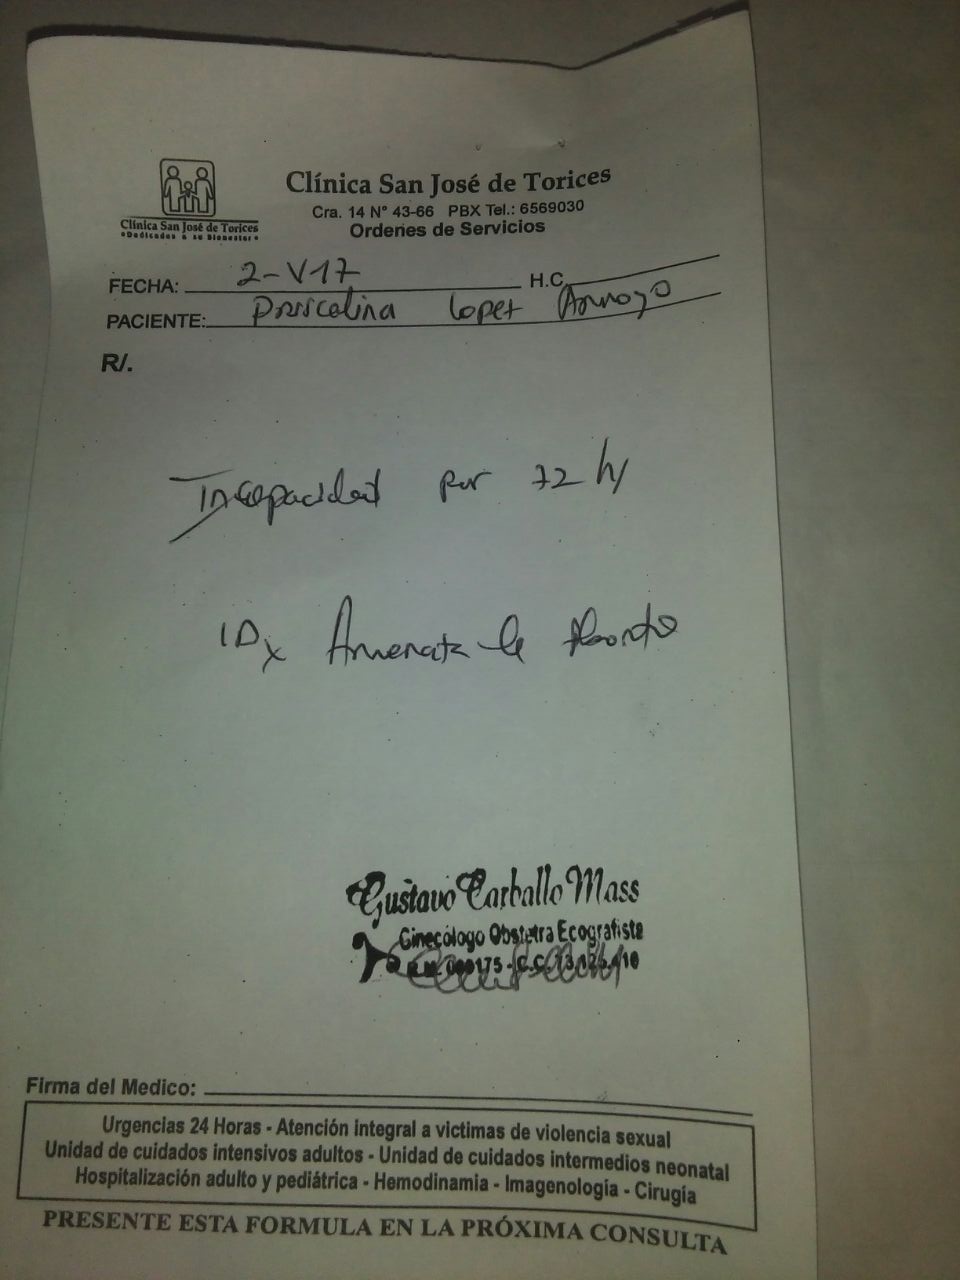 Clínica San José de Torices
Cra. 14 N° 43-66 PBX Tel.: 6569030
Ordenes de Servicios
Clínica San José de Torices
•Dedicados a su Bienestar•
FECHA: 2-V17 H.C.
PACIENTE: Lopez Arroyo
R/.
Incapacidad por 72 h/
IDx Amenaza de Aborto
Gustavo Carballo Mass
Ginecólogo Obstetra Ecografista
Firma del Medico:
Urgencias 24 Horas - Atención integral a victimas de violencia sexual
Unidad de cuidados intensivos adultos - Unidad de cuidados intermedios neonatal
Hospitalización adulto y pediátrica - Hemodinamia - Imagenología - Cirugía
PRESENTE ESTA FORMULA EN LA PRÓXIMA CONSULTA